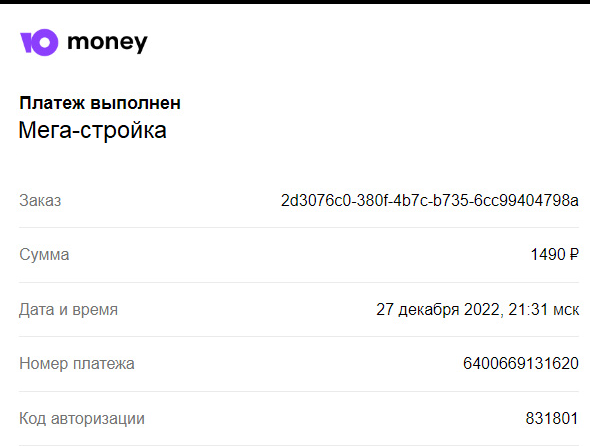 Ю money
Платеж выполнен
Мега-стройка
Заказ 2d3076c0-380f-4b7c-b735-6cc99404798a
Сумма 1490 ₽
Дата и время 27 декабря 2022, 21:31 мск
Номер платежа 6400669131620
Код авторизации 831801